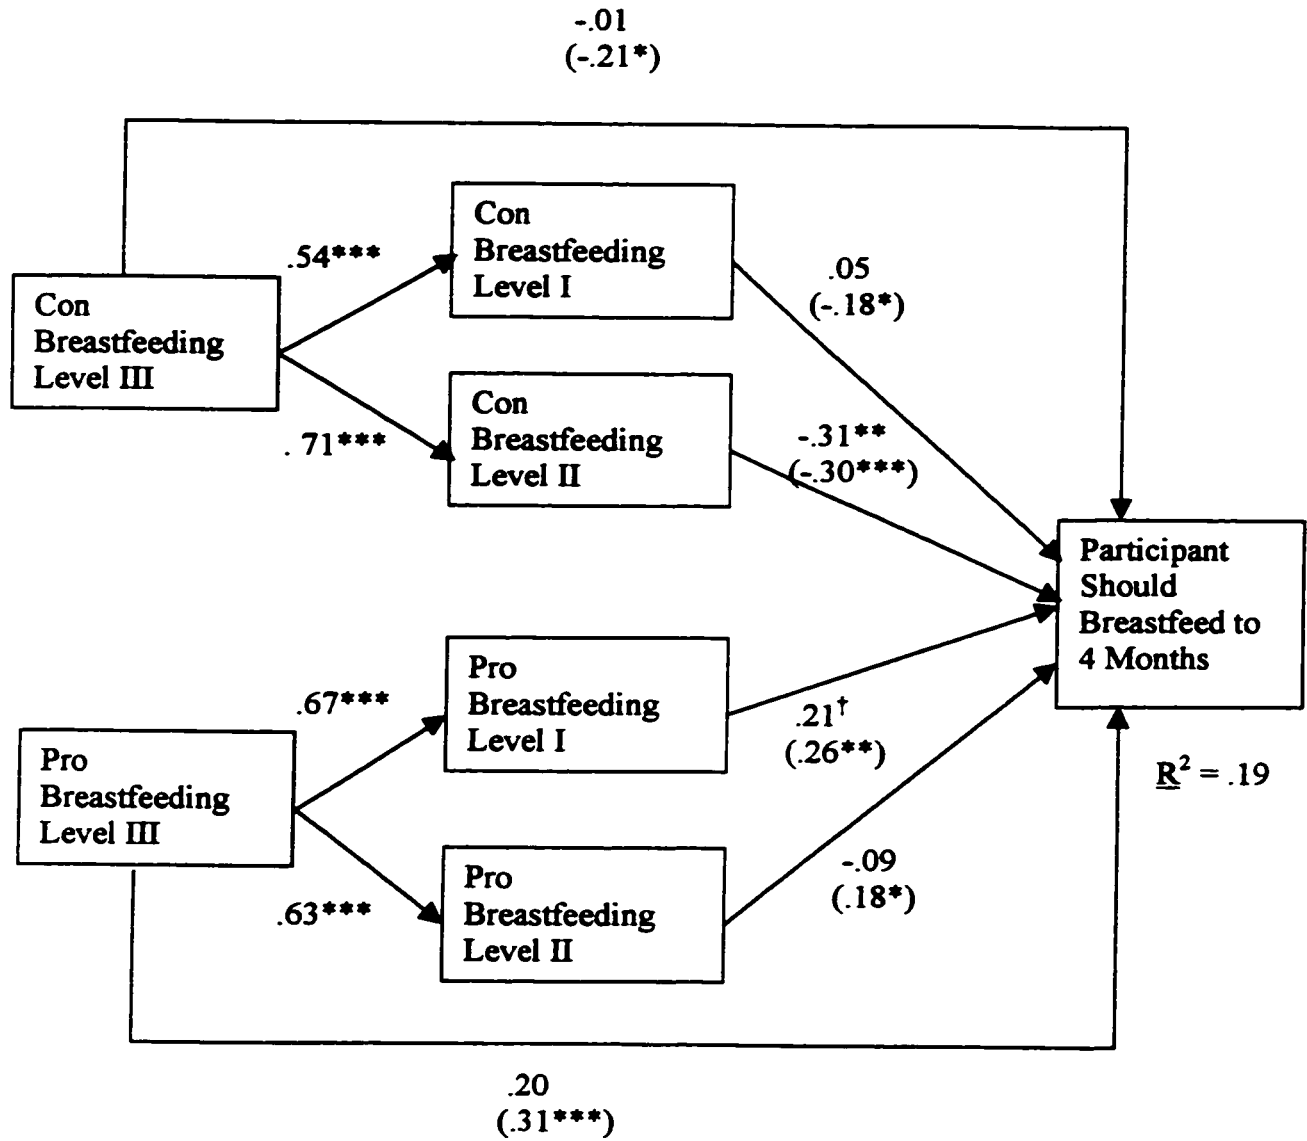 -.01
(-.21*)
Con
Breastfeeding
Level I
.54***
.05
(-.18*)
Con
Breastfeeding
Level III
Con
Breastfeeding
Level II
. 71***
-.31**
(-.30***)
Participant
Should
Breastfeed to
4 Months
Pro
Breastfeeding
Level I
.67***
.21†
(.26**)
R² = .19
Pro
Breastfeeding
Level III
Pro
Breastfeeding
Level II
.63***
-.09
(.18*)
.20
(.31***)